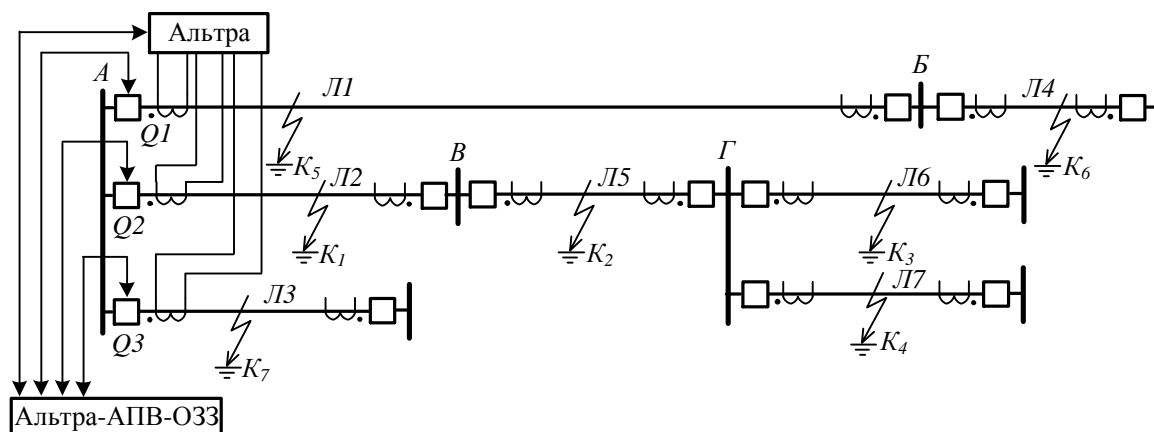 Альтра
А
Л1
Б
Л4
Q1
К5
К6
Л2
В
Л5
Г
Л6
Q2
К1
К2
К3
Л3
Л7
Q3
К7
К4
Альтра-АПВ-ОЗЗ